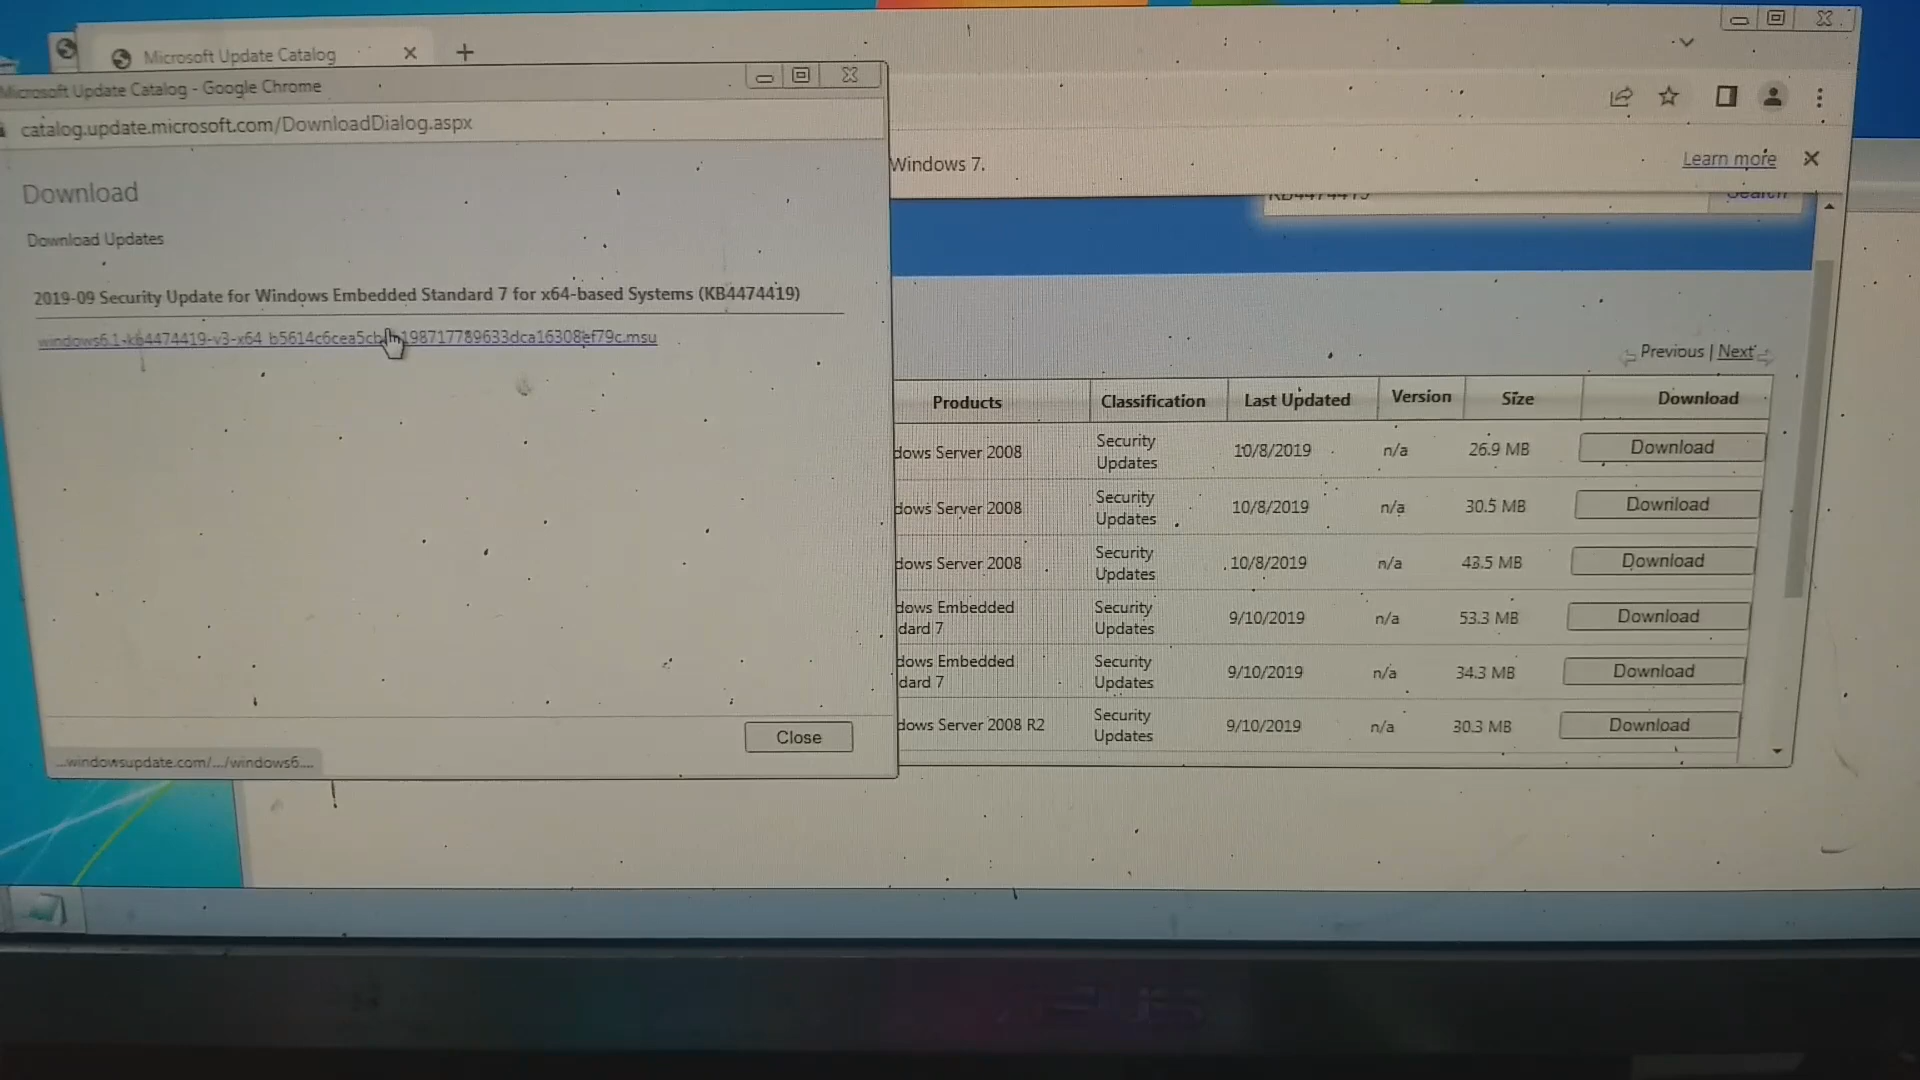 Microsoft Update Catalog
Microsoft Update Catalog - Google Chrome
catalog.update.microsoft.com/DownloadDialog.aspx
Windows 7.
Learn more
Download
Download Updates
2019-09 Security Update for Windows Embedded Standard 7 for x64-based Systems (KB4474419)
Previous | Next
Products Classification Last Updated Version Size Download
dows Server 2008 Security Updates 10/8/2019 n/a 26.9 MB Download
dows Server 2008 Security Updates 10/8/2019 n/a 30.5 MB Download
dows Server 2008 Security Updates 10/8/2019 n/a 43.5 MB Download
dows Embedded dard 7 Security Updates 9/10/2019 n/a 53.3 MB Download
dows Embedded dard 7 Security Updates 9/10/2019 n/a 34.3 MB Download
dows Server 2008 R2 Security Updates 9/10/2019 n/a 30.3 MB Download
Close
...windowsupdate.com/.../windows6....